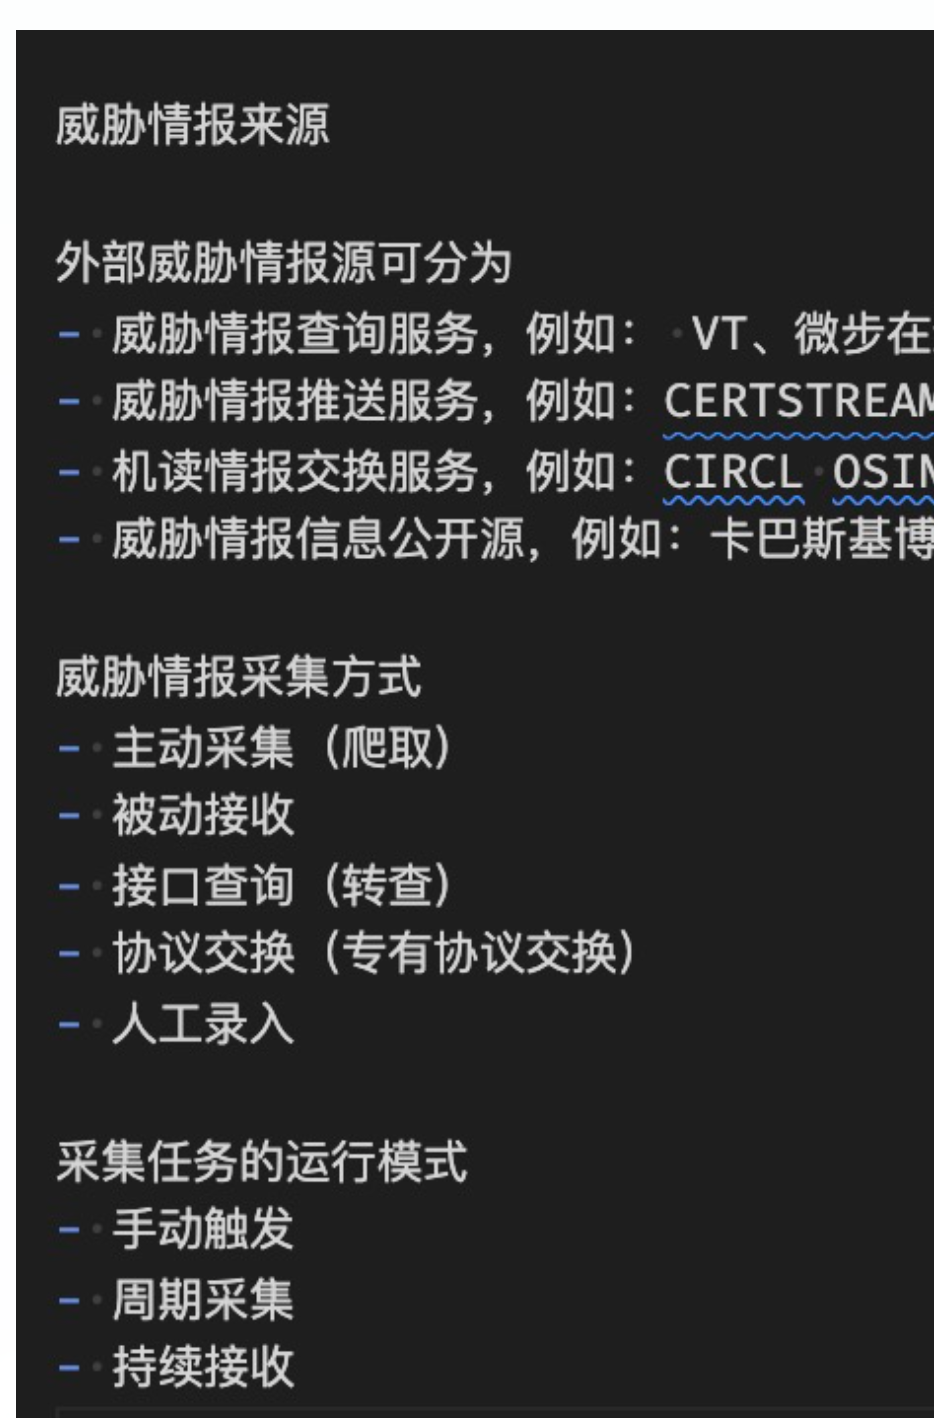 威胁情报来源
外部威胁情报源可分为
- 威胁情报查询服务，例如： VT、微步在
- 威胁情报推送服务，例如：CERTSTREAM
- 机读情报交换服务，例如：CIRCL OSIN
- 威胁情报信息公开源，例如：卡巴斯基博
威胁情报采集方式
- 主动采集（爬取）
- 被动接收
- 接口查询（转查）
- 协议交换（专有协议交换）
- 人工录入
采集任务的运行模式
- 手动触发
- 周期采集
- 持续接收